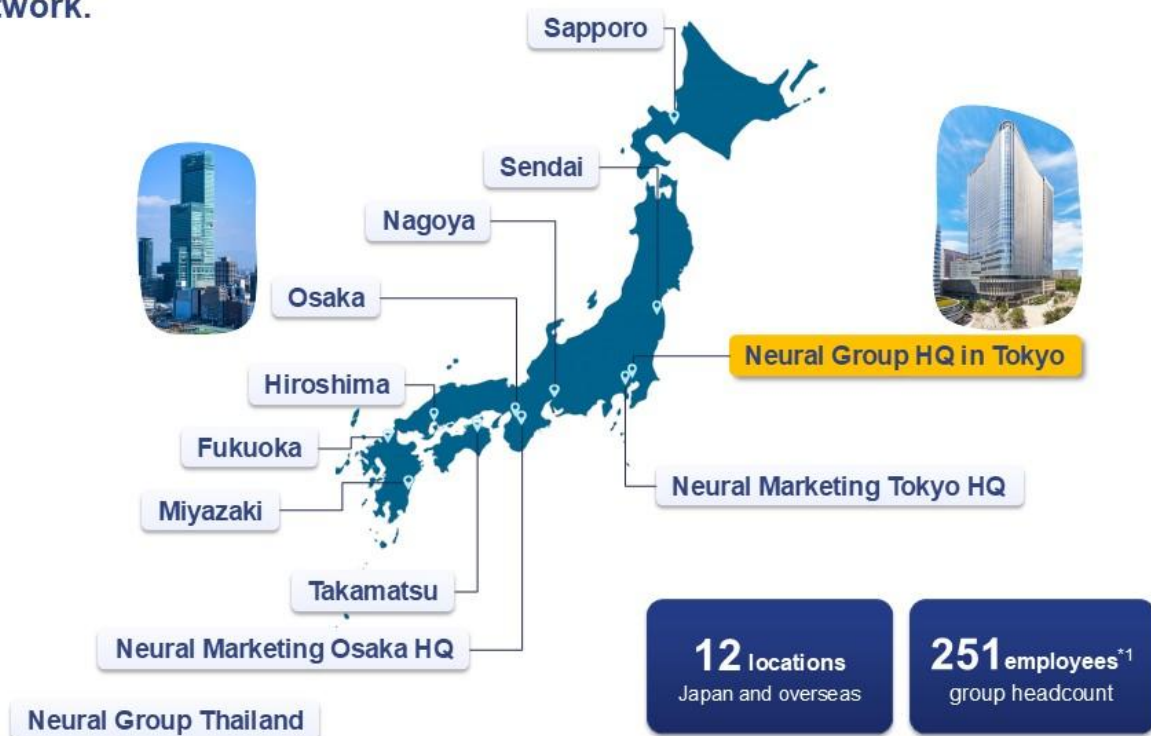 Sapporo
Sendai
Nagoya
Osaka
Neural Group HQ in Tokyo
Hiroshima
Fukuoka
Neural Marketing Tokyo HQ
Miyazaki
Takamatsu
Neural Marketing Osaka HQ
12 locations
Japan and overseas
251 employees*1
group headcount
Neural Group Thailand